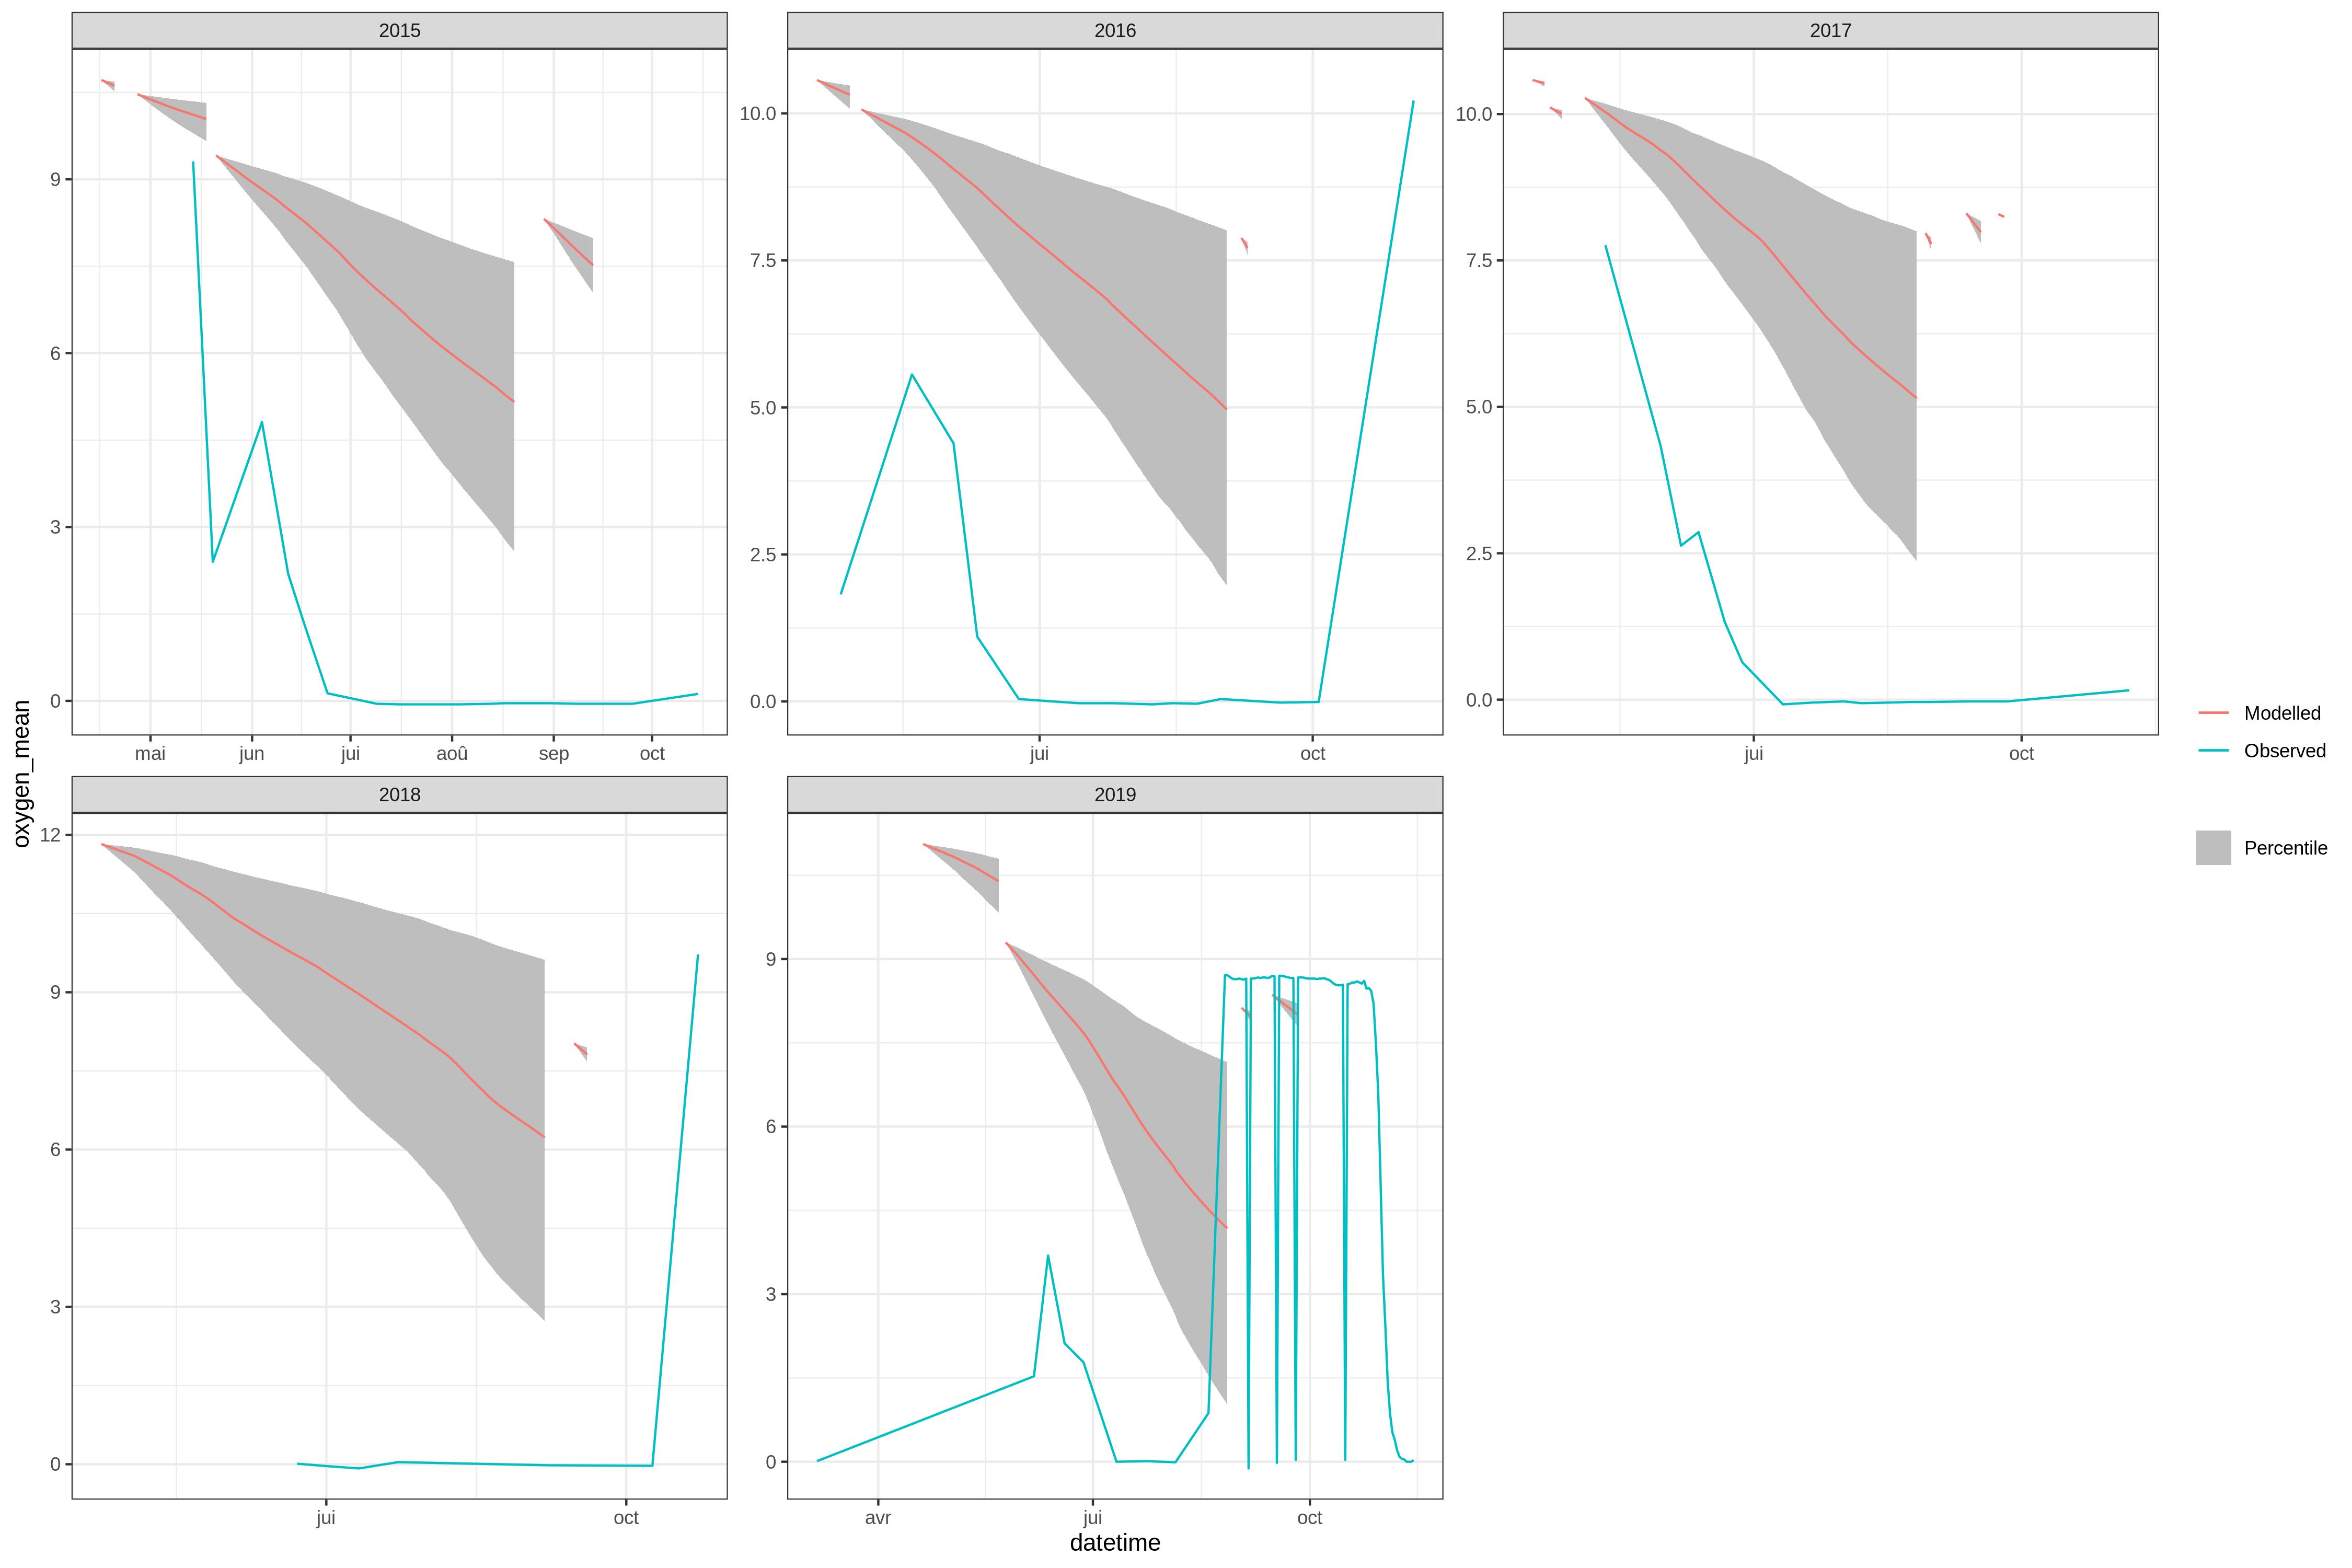 2015
2016
2017
9
6
3
0
mai jun jui aoû sep oct
10.0
7.5
5.0
2.5
0.0
jui oct
10.0
7.5
5.0
2.5
0.0
jui oct
oxygen_mean
2018
2019
12
9
6
3
0
jui oct
9
6
3
0
avr jui oct
datetime
Modelled
Observed
Percentile